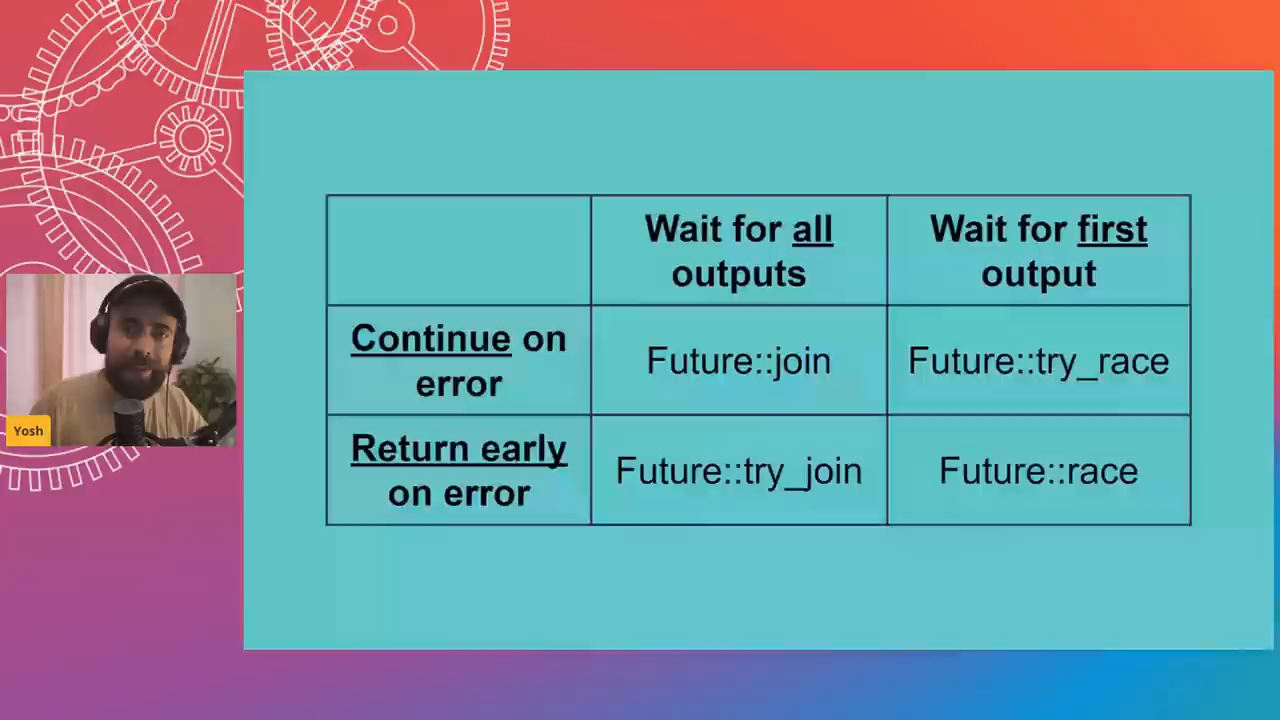 Wait for all
outputs
Wait for first
output
Continue on
error
Future::join
Future::try_race
Return early
on error
Future::try_join
Future::race
Yosh